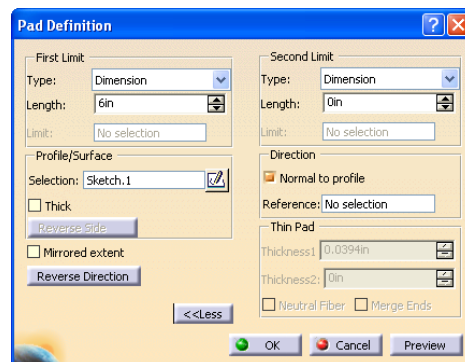 Pad Definition
First Limit
Type: Dimension
Length: 6in
Limit: No selection
Profile/Surface
Selection: Sketch.1
Thick
Reverse Side
Mirrored extent
Reverse Direction
<<Less
Second Limit
Type: Dimension
Length: 0in
Limit: No selection
Direction
Normal to profile
Reference: No selection
Thin Pad
Thickness1 0.0394in
Thickness2: 0in
Neutral Fiber Merge Ends
OK Cancel Preview